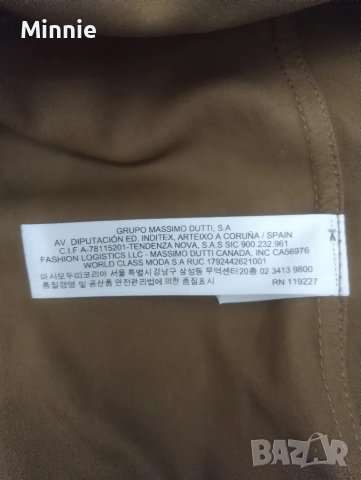 Minnie
GRUPO MASSIMO DUTTI, S.A
AV. DIPUTACIÓN ED. INDITEX, ARTEIXO A CORUÑA / SPAIN
C.I.F A-78115201-TENDENZA NOVA, S.A.S SIC 900.232.961
FASHION LOGISTICS LLC - MASSIMO DUTTI CANADA, INC CA56976
WORLD CLASS MODA S.A RUC 1792442621001
마시모두띠코리아 서울 특별시강남구 삼성동 무역센터20층 02 3413 9800
품질경영 및 공산품 안전관리법에 의한 품질표시 RN 119227
BAZAR.bg